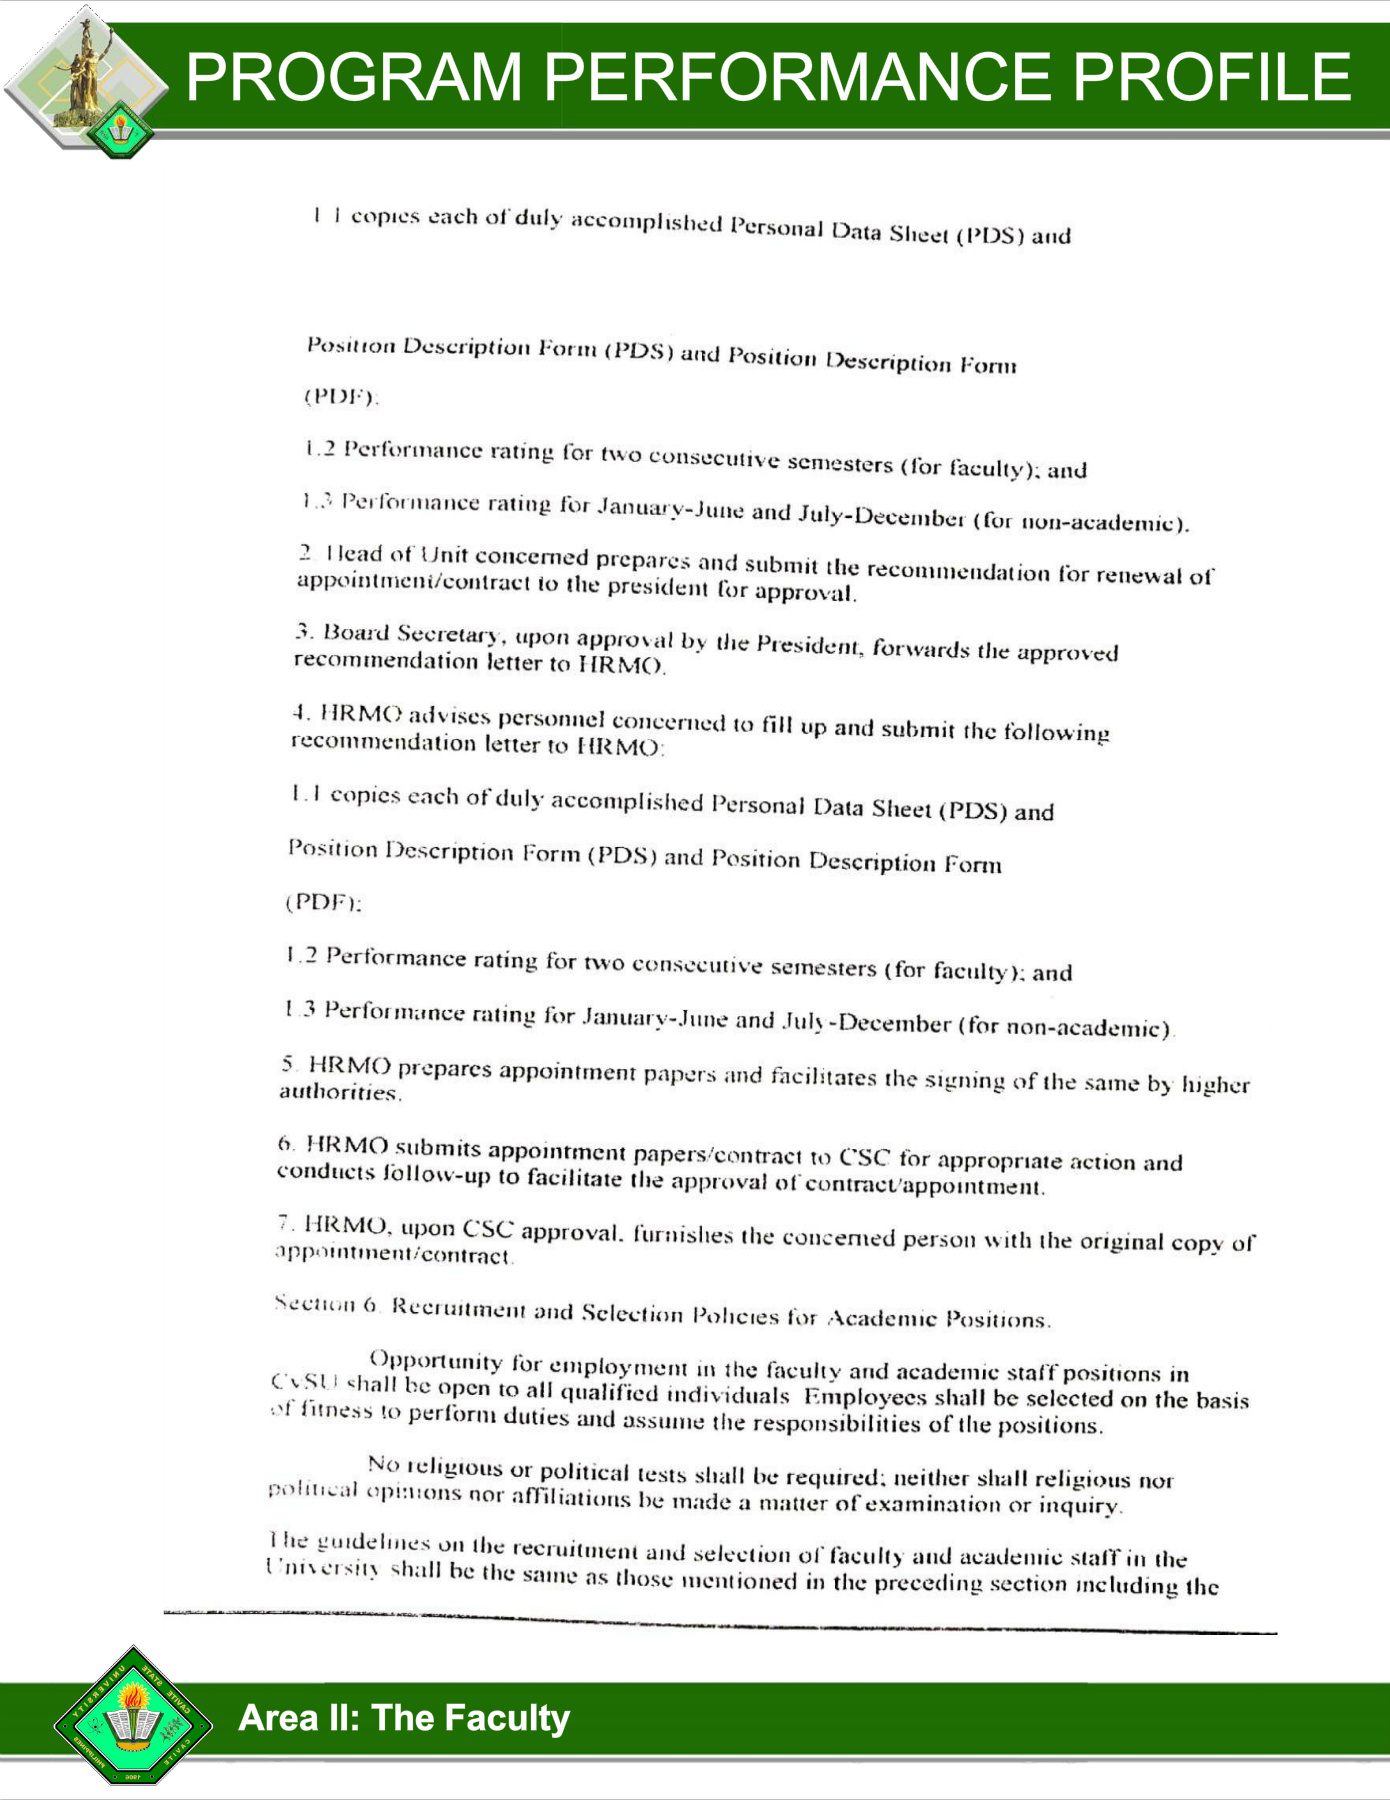 PROGRAM PERFORMANCE PROFILE
1 1 copies each of duly accomplished Personal Data Sheet (PDS) and
Position Description Form (PDS) and Position Description Form
(PDF);
1.2 Performance rating for two consecutive semesters (for faculty); and
1.3 Performance rating for January-June and July-December (for non-academic).
2. Head of Unit concerned prepares and submit the recommendation for renewal of
appointment/contract to the president for approval.
3. Board Secretary, upon approval by the President, forwards the approved
recommendation letter to HRMO.
4. HRMO advises personnel concerned to fill up and submit the following
recommendation letter to HRMO:
1.1 copies each of duly accomplished Personal Data Sheet (PDS) and
Position Description Form (PDS) and Position Description Form
(PDF);
1.2 Performance rating for two consecutive semesters (for faculty); and
1.3 Performance rating for January-June and July-December (for non-academic).
5. HRMO prepares appointment papers and facilitates the signing of the same by higher
authorities.
6. HRMO submits appointment papers/contract to CSC for appropriate action and
conducts follow-up to facilitate the approval of contract/appointment.
7. HRMO, upon CSC approval, furnishes the concerned person with the original copy of
appointment/contract.
Section 6. Recruitment and Selection Policies for Academic Positions.
Opportunity for employment in the faculty and academic staff positions in
CvSU shall be open to all qualified individuals. Employees shall be selected on the basis
of fitness to perform duties and assume the responsibilities of the positions.
No religious or political tests shall be required; neither shall religious nor
political opinions nor affiliations be made a matter of examination or inquiry.
The guidelines on the recruitment and selection of faculty and academic staff in the
University shall be the same as those mentioned in the preceding section including the
CAVITE STATE UNIVERSITY
CAVITE PHILIPPINES
1906
Area II: The Faculty